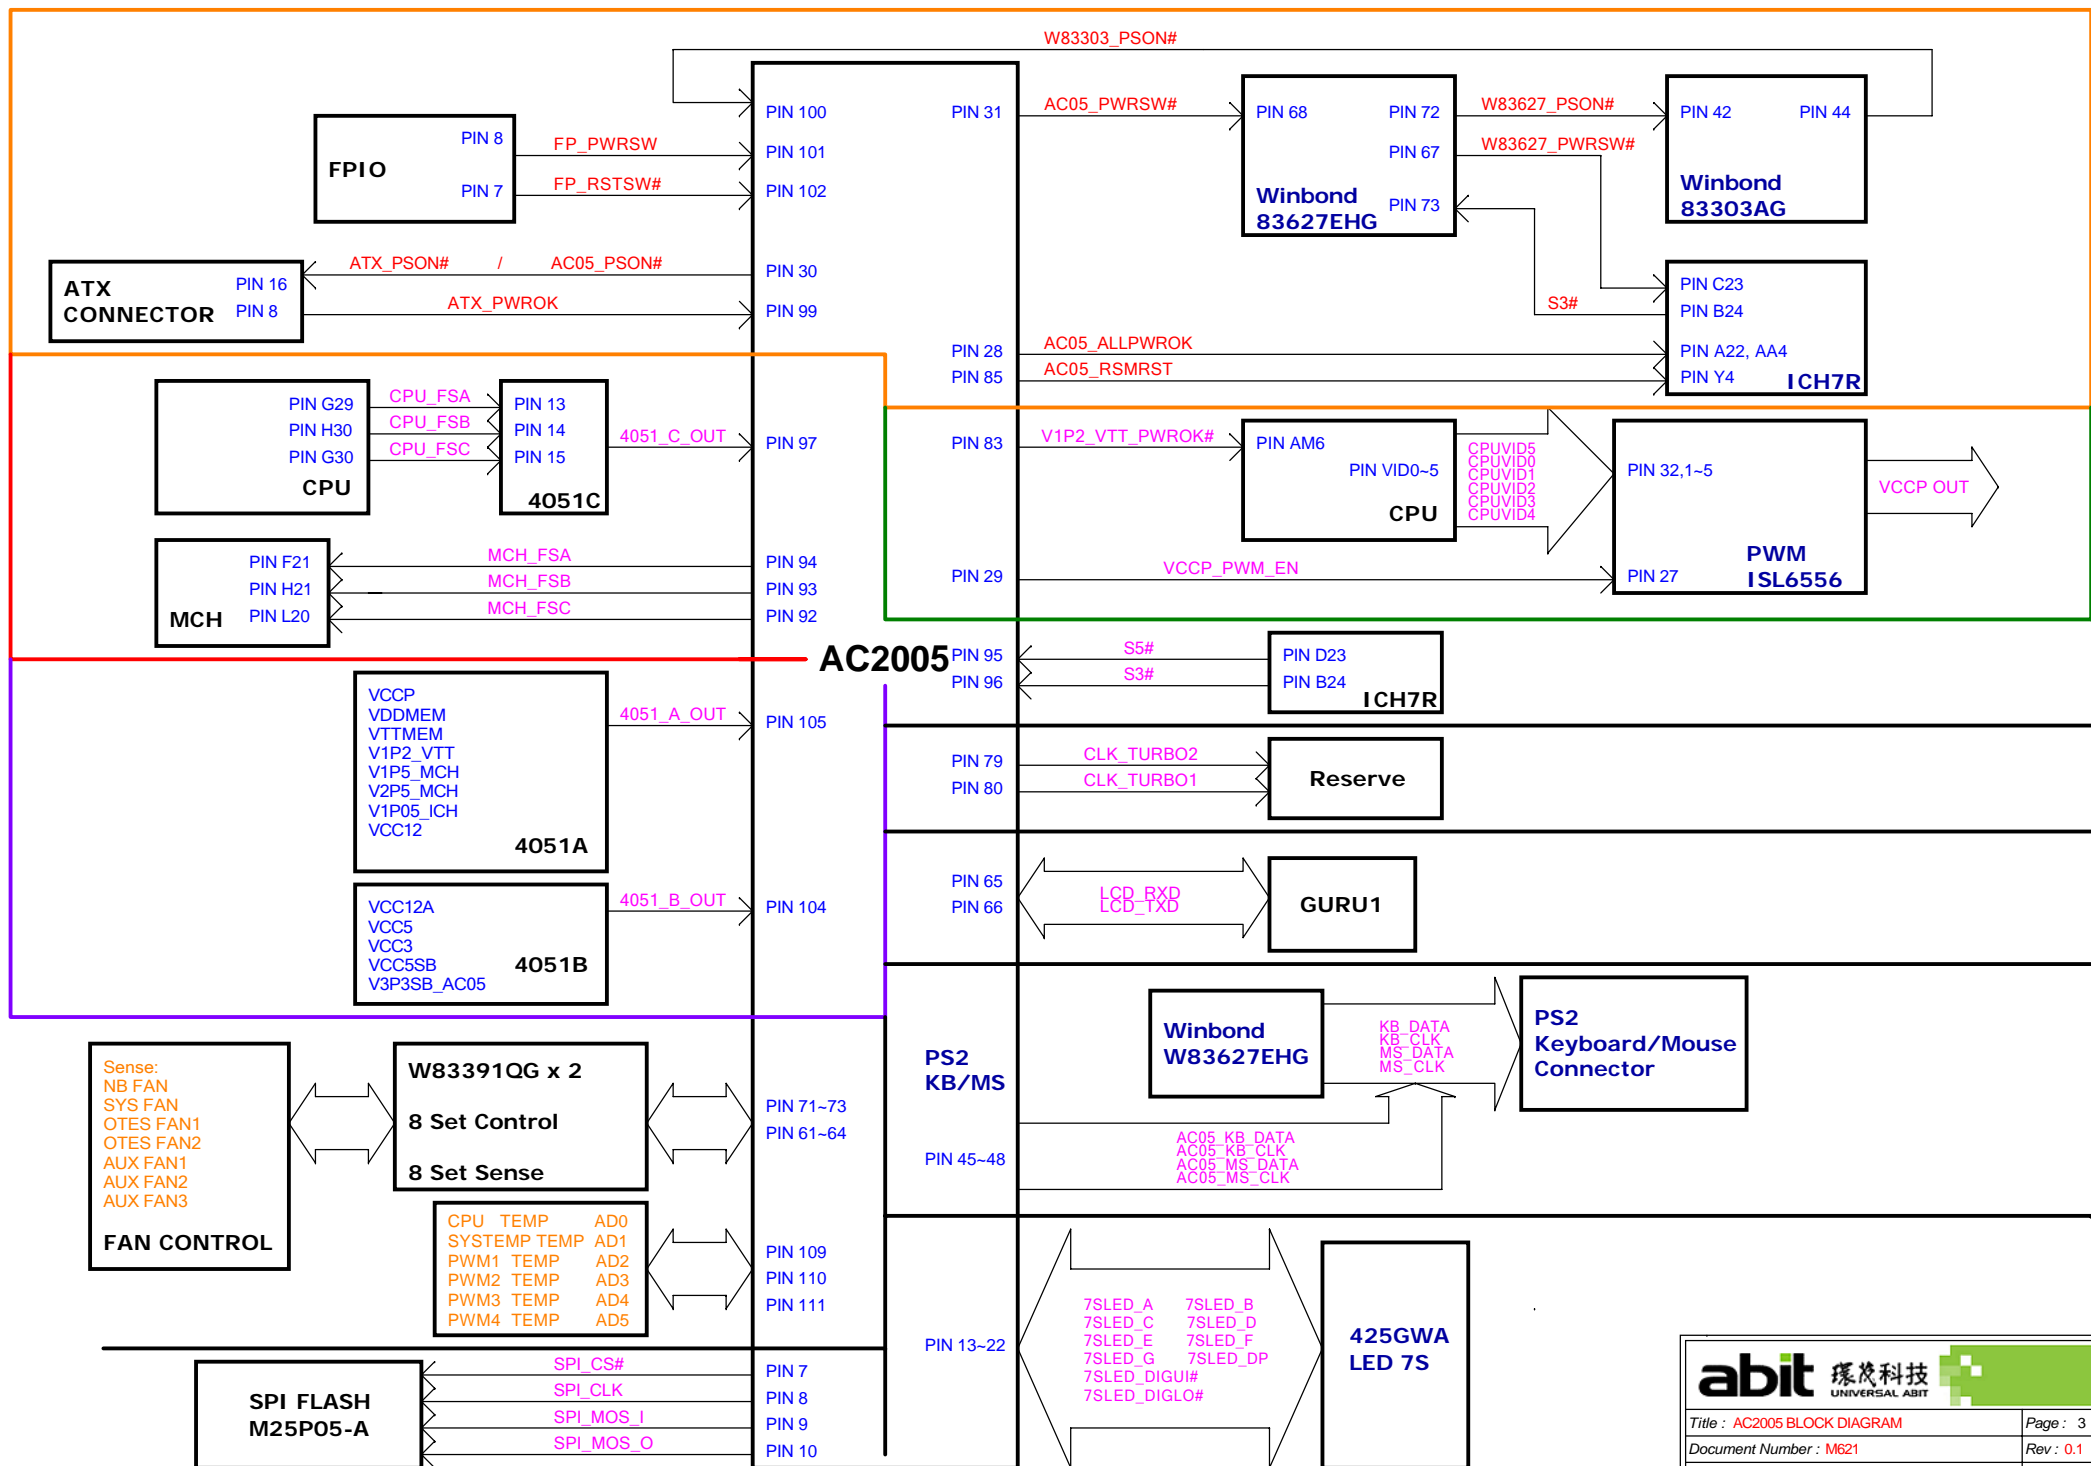 W83303_PSON#
FPIO
PIN 8
PIN 7
FP_PWRSW
FP_RSTSW#
PIN 100
PIN 101
PIN 102
PIN 31
AC05_PWRSW#
PIN 68
PIN 72
PIN 67
PIN 73
Winbond
83627EHG
W83627_PSON#
W83627_PWRSW#
PIN 42
PIN 44
Winbond
83303AG
ATX
CONNECTOR
PIN 16
PIN 8
ATX_PSON# / AC05_PSON#
ATX_PWROK
PIN 30
PIN 99
S3#
PIN C23
PIN B24
PIN A22, AA4
PIN Y4
ICH7R
PIN 28
PIN 85
AC05_ALLPWROK
AC05_RSMRST
PIN G29
PIN H30
PIN G30
CPU
CPU_FSA
CPU_FSB
CPU_FSC
PIN 13
PIN 14
PIN 15
4051C
4051_C_OUT
PIN 97
PIN 83
V1P2_VTT_PWROK#
PIN AM6
PIN VID0~5
CPU
CPUVID5
CPUVID0
CPUVID1
CPUVID2
CPUVID3
CPUVID4
PIN 32,1~5
PIN 27
PWM
ISL6556
VCCP OUT
PIN 29
VCCP_PWM_EN
PIN F21
PIN H21
PIN L20
MCH
MCH_FSA
MCH_FSB
MCH_FSC
PIN 94
PIN 93
PIN 92
AC2005
PIN 95
PIN 96
S5#
S3#
PIN D23
PIN B24
ICH7R
VCCP
VDDMEM
VTTMEM
V1P2_VTT
V1P5_MCH
V2P5_MCH
V1P05_ICH
VCC12
4051A
4051_A_OUT
PIN 105
PIN 79
PIN 80
CLK_TURBO2
CLK_TURBO1
Reserve
VCC12A
VCC5
VCC3
VCC5SB
V3P3SB_AC05
4051B
4051_B_OUT
PIN 104
PIN 65
PIN 66
LCD_RXD
LCD_TXD
GURU1
Sense:
NB FAN
SYS FAN
OTES FAN1
OTES FAN2
AUX FAN1
AUX FAN2
AUX FAN3
FAN CONTROL
W83391QG x 2
8 Set Control
8 Set Sense
PIN 71~73
PIN 61~64
PS2
KB/MS
PIN 45~48
Winbond
W83627EHG
KB_DATA
KB_CLK
MS_DATA
MS_CLK
PS2
Keyboard/Mouse
Connector
AC05_KB_DATA
AC05_KB_CLK
AC05_MS_DATA
AC05_MS_CLK
CPU TEMP AD0
SYSTEMP TEMP AD1
PWM1 TEMP AD2
PWM2 TEMP AD3
PWM3 TEMP AD4
PWM4 TEMP AD5
PIN 109
PIN 110
PIN 111
PIN 13~22
7SLED_A 7SLED_B
7SLED_C 7SLED_D
7SLED_E 7SLED_F
7SLED_G 7SLED_DP
7SLED_DIGUI#
7SLED_DIGLO#
425GWA
LED 7S
SPI FLASH
M25P05-A
SPI_CS#
SPI_CLK
SPI_MOS_I
SPI_MOS_O
PIN 7
PIN 8
PIN 9
PIN 10
abit 環茂科技
UNIVERSAL ABIT
Title : AC2005 BLOCK DIAGRAM Page : 3
Document Number : M621 Rev : 0.1